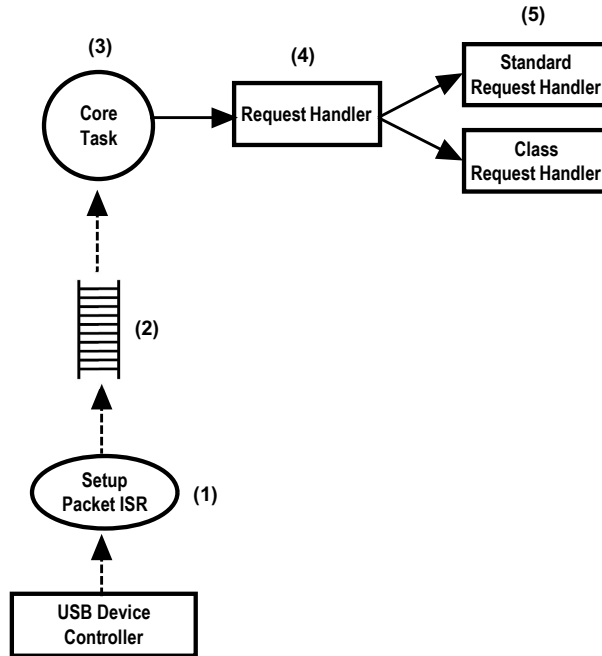 (5)
(3)
(4)
Standard
Request Handler
Core
Task
Request Handler
Class
Request Handler
(2)
Setup
Packet ISR
(1)
USB Device
Controller